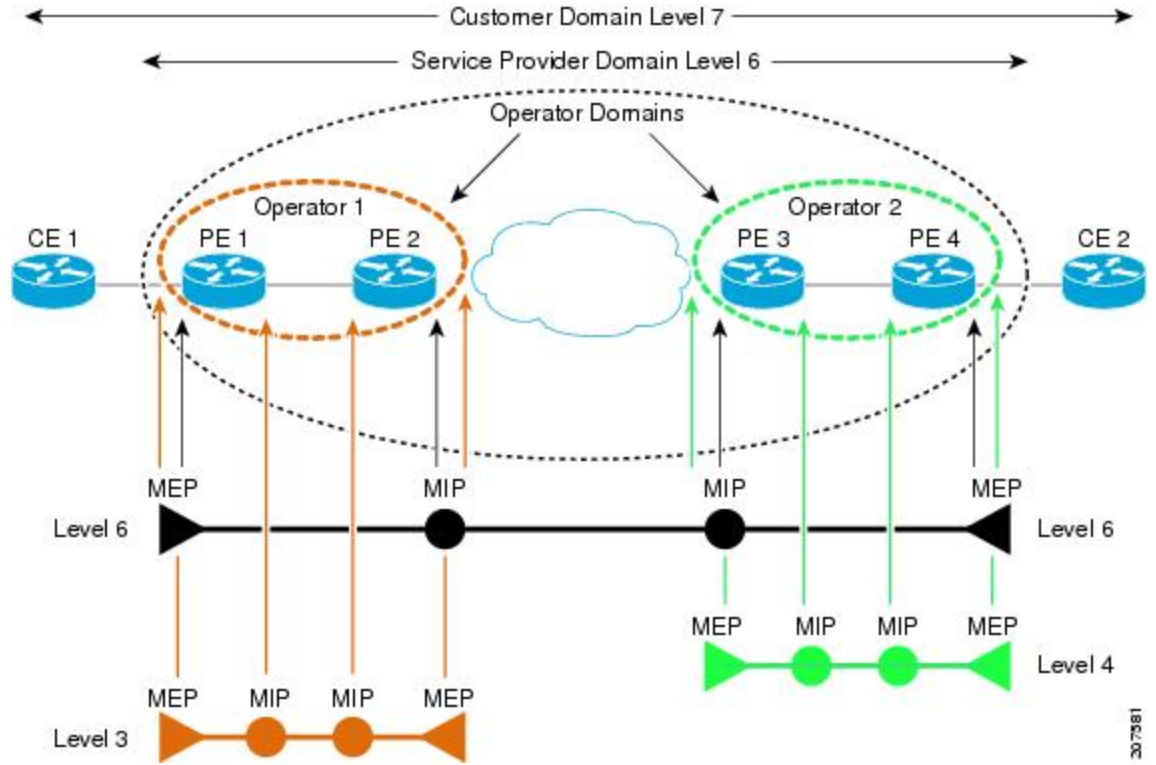 Customer Domain Level 7
Service Provider Domain Level 6
Operator Domains
Operator 1
Operator 2
CE 1
PE 1
PE 2
PE 3
PE 4
CE 2
MEP
MIP
MIP
MEP
Level 6
Level 6
MEP
MIP
MIP
MEP
Level 4
MEP
MIP
MIP
MEP
Level 3
207581